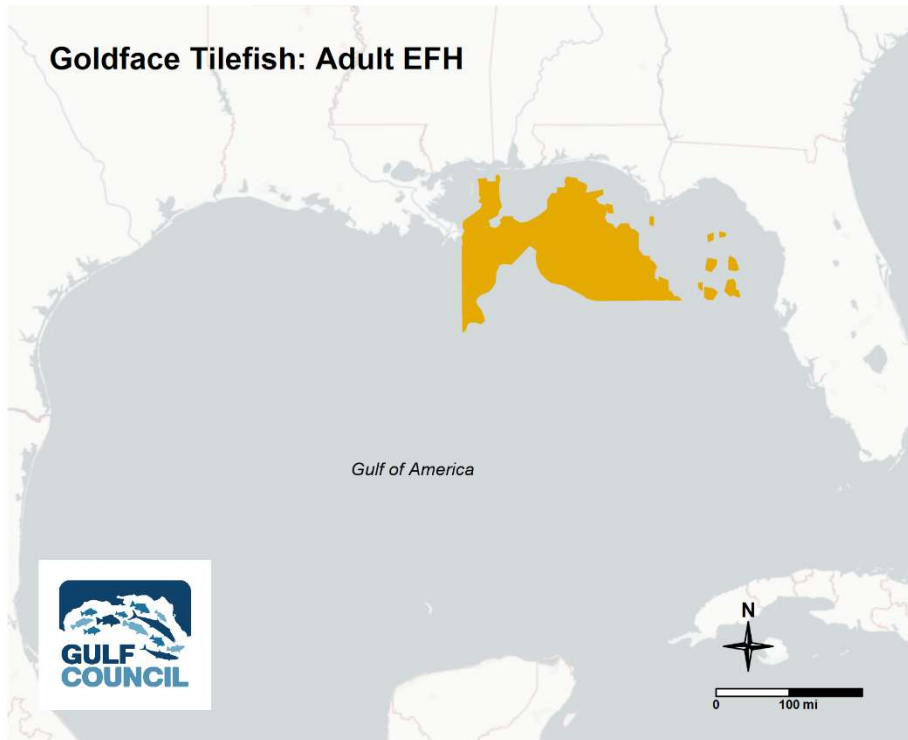 Goldface Tilefish: Adult EFH
Gulf of America
GULF
COUNCIL
N
0 100 mi